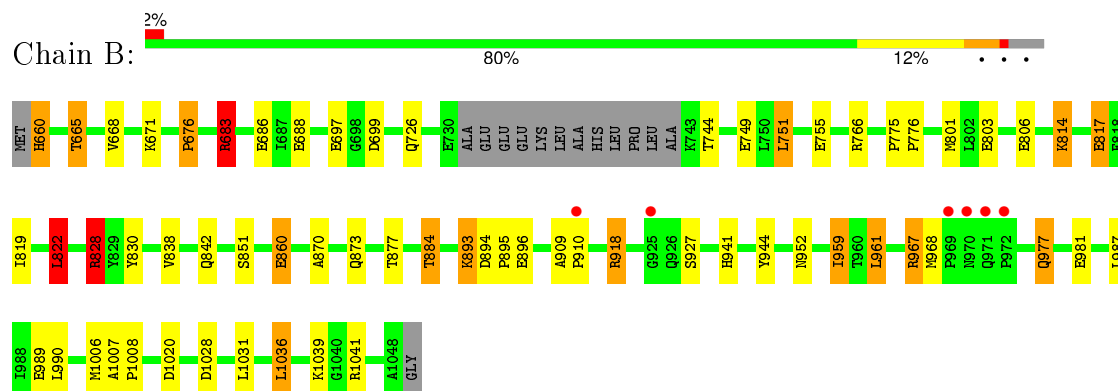 2%
Chain B:
80% 12% • • •
MET H660 T665 V668 K671 P676 R683 E686 I687 E688 E697 G698 D699 Q726 E730 ALA GLU GLU GLU LYS LEU ALA HIS LEU PRO LEU ALA K743 T744 E749 L750 L751 E755 R766 P775 P776 M801 L802 E803 E806 K814 E817
I819 L822 R828 Y829 Y830 V838 Q842 S851 E860 A870 Q873 T877 T884 K893 D894 P895 E896 A909 P910 R918 G925 Q926 S927 H941 Y944 N952 I959 T960 L961 R967 M968 P969 N970 Q971 P972 Q977 E981
I988 E989 L990 M1006 A1007 P1008 D1020 D1028 L1031 L1036 K1039 G1040 R1041 A1048 GLY